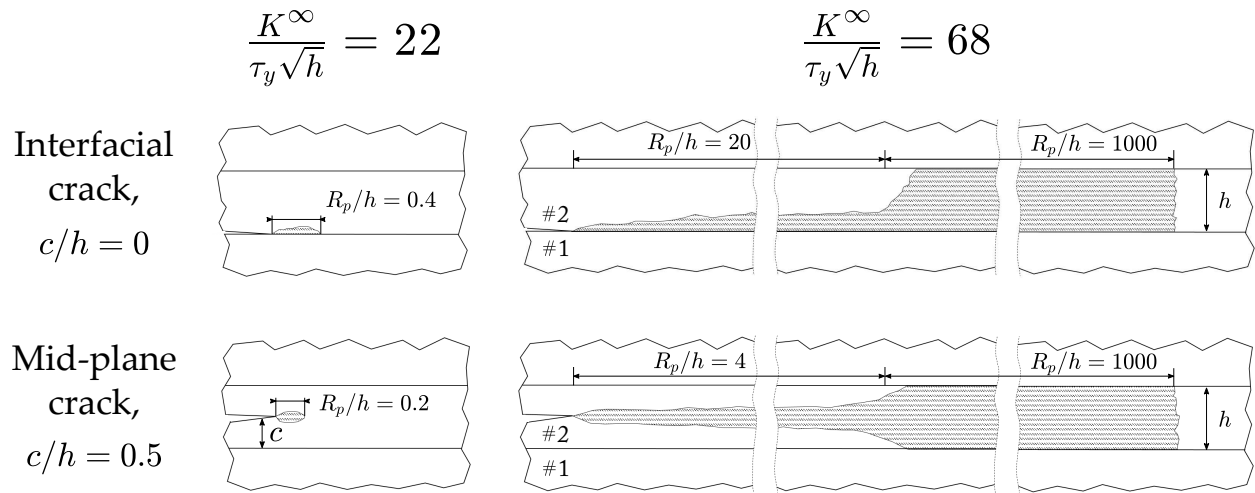 K^∞ / τ_y √h = 22
K^∞ / τ_y √h = 68
Interfacial
crack,
c/h = 0
R_p/h = 0.4
R_p/h = 20
R_p/h = 1000
h
#2
#1
Mid-plane
crack,
c/h = 0.5
R_p/h = 0.2
c
R_p/h = 4
R_p/h = 1000
h
#2
#1